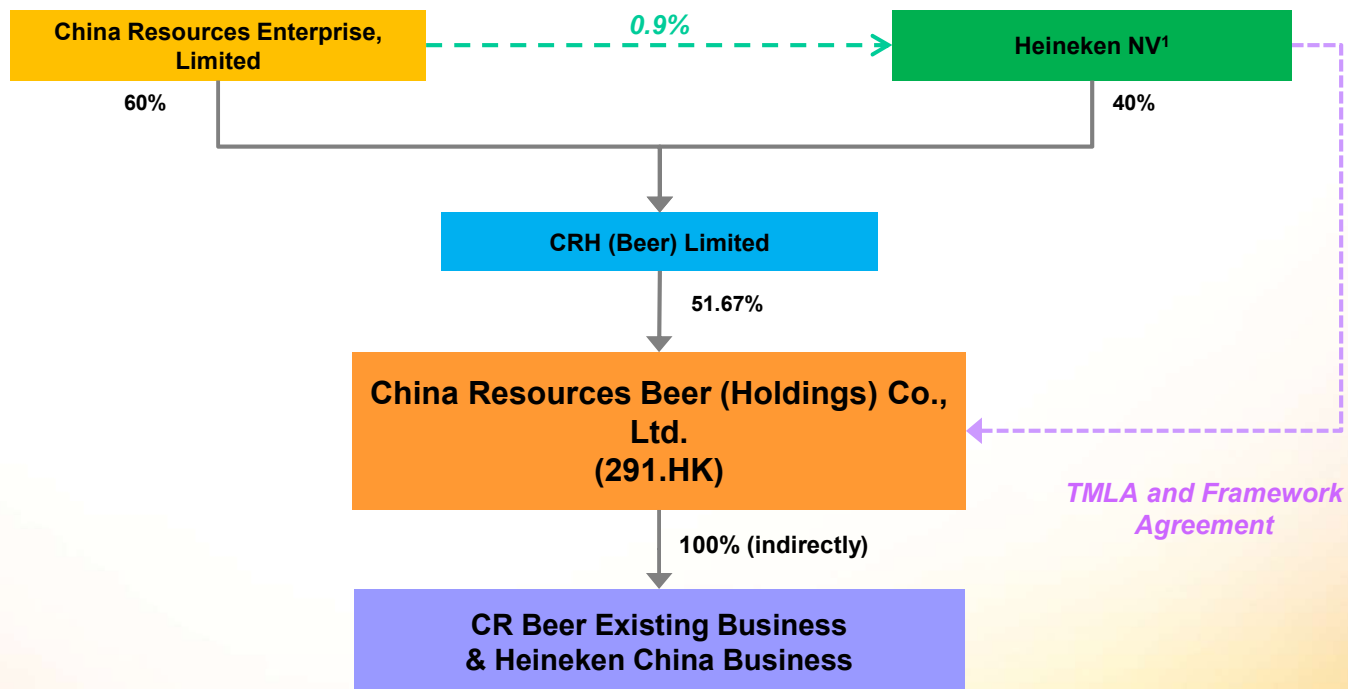 China Resources Enterprise,
Limited
0.9%
Heineken NV¹
60%
40%
CRH (Beer) Limited
51.67%
China Resources Beer (Holdings) Co.,
Ltd.
(291.HK)
TMLA and Framework
Agreement
100% (indirectly)
CR Beer Existing Business
& Heineken China Business